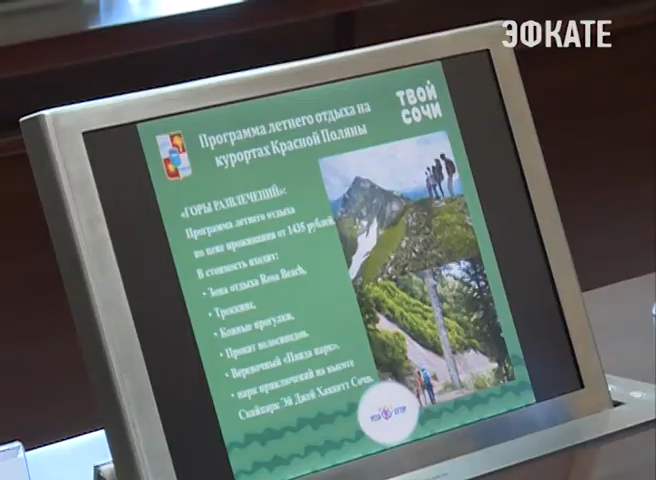 ЭФКАТЕ
ТВОЙ
СОЧИ
Программа летнего отдыха на
курортах Красной Поляны
«ГОРЫ РАЗВЛЕЧЕНИЙ»:
Программа летнего отдыха
по цене проживания от 1435 рублей
В стоимость входит:
• Зона отдыха Rosa Beach,
• Треккинг,
• Конные прогулки,
• Прокат велосипедов,
• Веревочный «Панда парк»,
• парк приключений на высоте
Скайпарк Эй Джей Хаккетт Сочи.